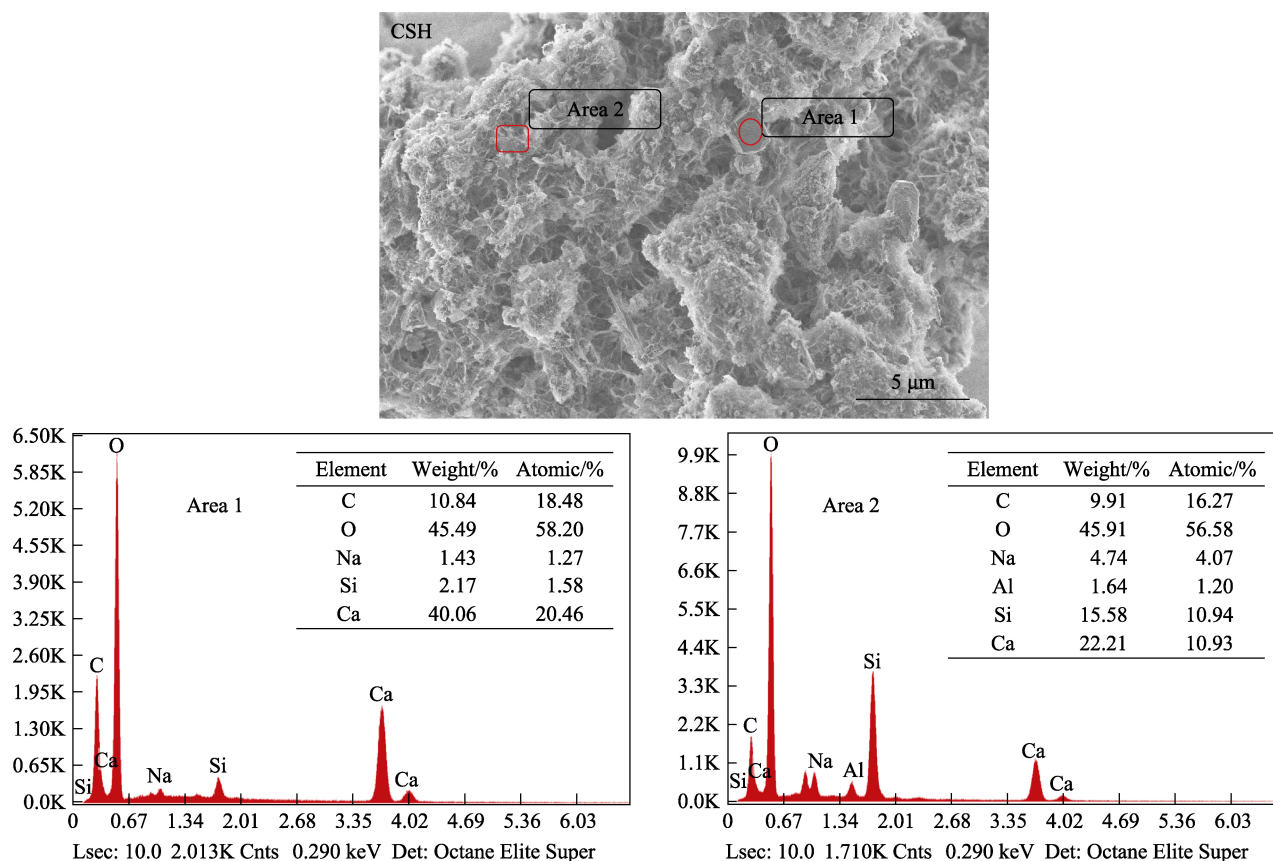 CSH
Area 2
Area 1
5 μm
6.50K
5.85K
5.20K
4.55K
3.90K
3.25K
2.60K
1.95K
1.30K
0.65K
0.0K
O
C
Ca
Si
Na
Si
Ca
Ca
Area 1
Element Weight/% Atomic/%
C 10.84 18.48
O 45.49 58.20
Na 1.43 1.27
Si 2.17 1.58
Ca 40.06 20.46
0 0.67 1.34 2.01 2.68 3.35 4.02 4.69 5.36 6.03
Lsec: 10.0 2.013K Cnts 0.290 keV Det: Octane Elite Super
9.9K
8.8K
7.7K
6.6K
5.5K
4.4K
3.3K
2.2K
1.1K
0.0K
O
C
Ca
Si
Na
Al
Si
Ca
Ca
Area 2
Element Weight/% Atomic/%
C 9.91 16.27
O 45.91 56.58
Na 4.74 4.07
Al 1.64 1.20
Si 15.58 10.94
Ca 22.21 10.93
0 0.67 1.34 2.01 2.68 3.35 4.02 4.69 5.36 6.03
Lsec: 10.0 1.710K Cnts 0.290 keV Det: Octane Elite Super